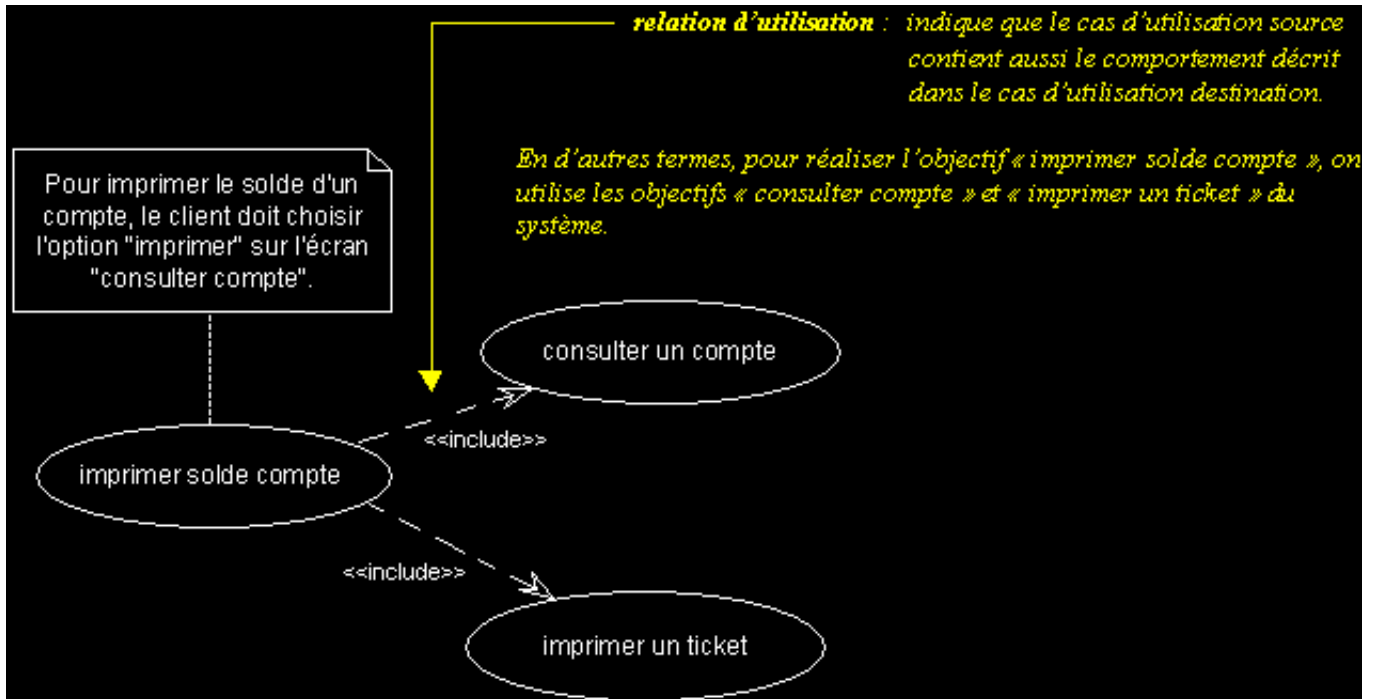 relation d'utilisation : indique que le cas d'utilisation source
contient aussi le comportement décrit
dans le cas d'utilisation destination.
En d'autres termes, pour réaliser l'objectif « imprimer solde compte », on
utilise les objectifs « consulter compte » et « imprimer un ticket » du
système.
Pour imprimer le solde d'un
compte, le client doit choisir
l'option "imprimer" sur l'écran
"consulter compte".
consulter un compte
<<include>>
imprimer solde compte
<<include>>
imprimer un ticket